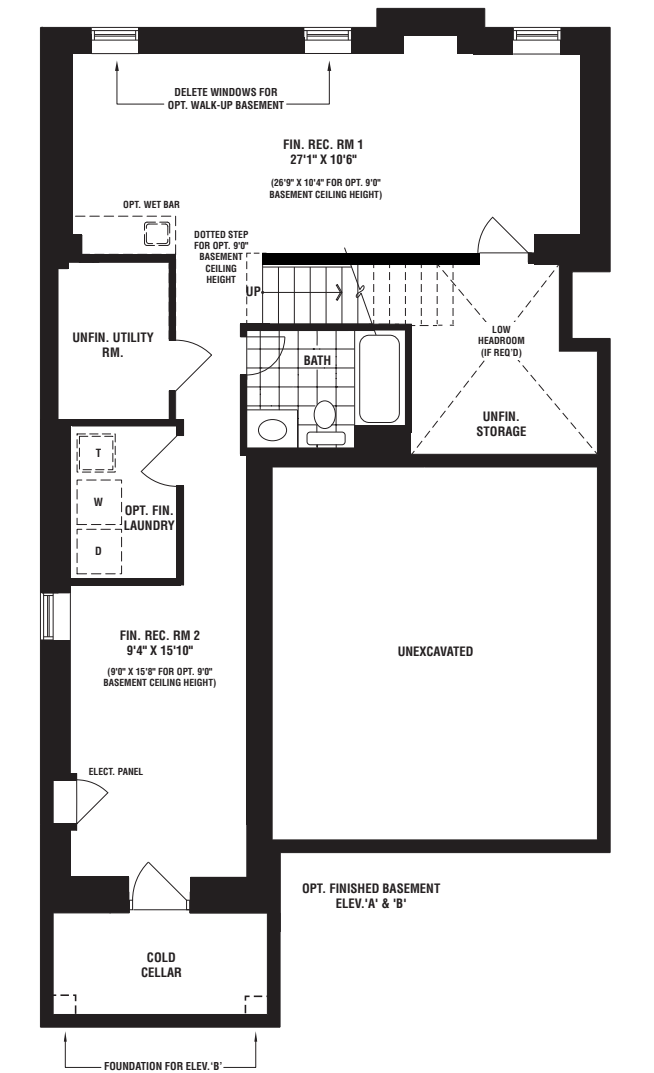 DELETE WINDOWS FOR
OPT. WALK-UP BASEMENT
FIN. REC. RM 1
27'1" X 10'6"
(26'9" X 10'4" FOR OPT. 9'0"
BASEMENT CEILING HEIGHT)
OPT. WET BAR
DOTTED STEP
FOR OPT. 9'0"
BASEMENT
CEILING
HEIGHT
UP
UNFIN. UTILITY
RM.
BATH
LOW
HEADROOM
(IF REQ'D)
UNFIN.
STORAGE
T
W
OPT. FIN.
LAUNDRY
D
FIN. REC. RM 2
9'4" X 15'10"
(9'0" X 15'8" FOR OPT. 9'0"
BASEMENT CEILING HEIGHT)
UNEXCAVATED
ELECT. PANEL
OPT. FINISHED BASEMENT
ELEV.'A' & 'B'
COLD
CELLAR
FOUNDATION FOR ELEV.'B'